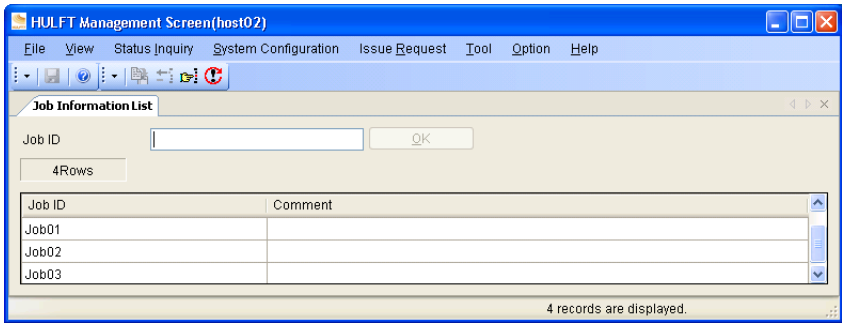 HULFT Management Screen(host02)
File View Status Inquiry System Configuration Issue Request Tool Option Help
Job Information List
Job ID OK
4Rows
Job ID Comment
Job01
Job02
Job03
4 records are displayed.